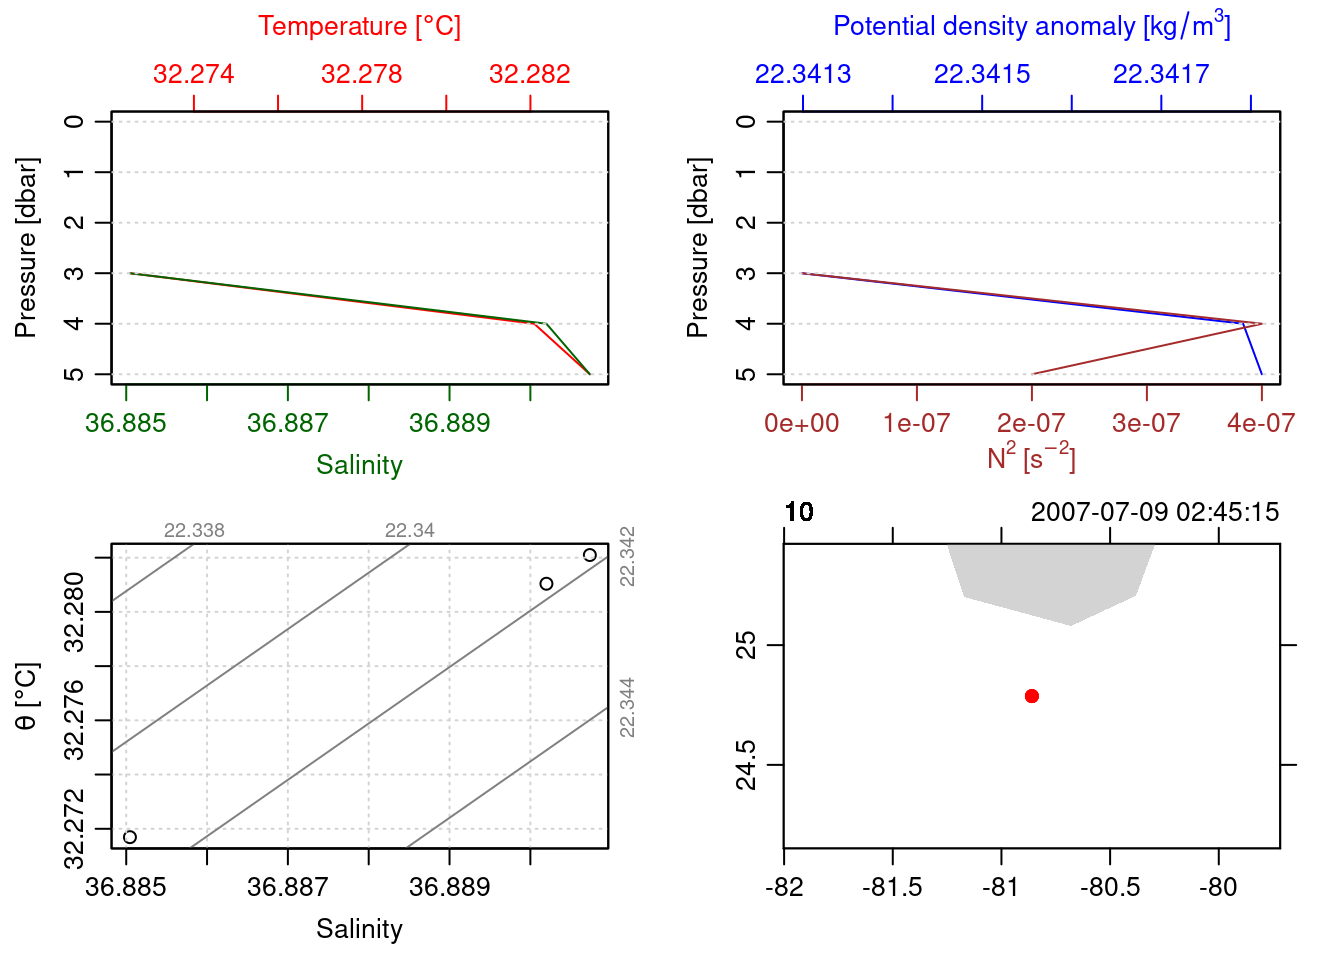 Temperature [°C]
32.274 32.278 32.282
0
1
2
3
4
5
Pressure [dbar]
36.885 36.887 36.889
Salinity
Potential density anomaly [kg/m³]
22.3413 22.3415 22.3417
0
1
2
3
4
5
Pressure [dbar]
0e+00 1e-07 2e-07 3e-07 4e-07
N² [s⁻²]
22.338 22.34
22.342
22.344
32.280
32.276
32.272
θ [°C]
36.885 36.887 36.889
Salinity
10 2007-07-09 02:45:15
25
24.5
-82 -81.5 -81 -80.5 -80